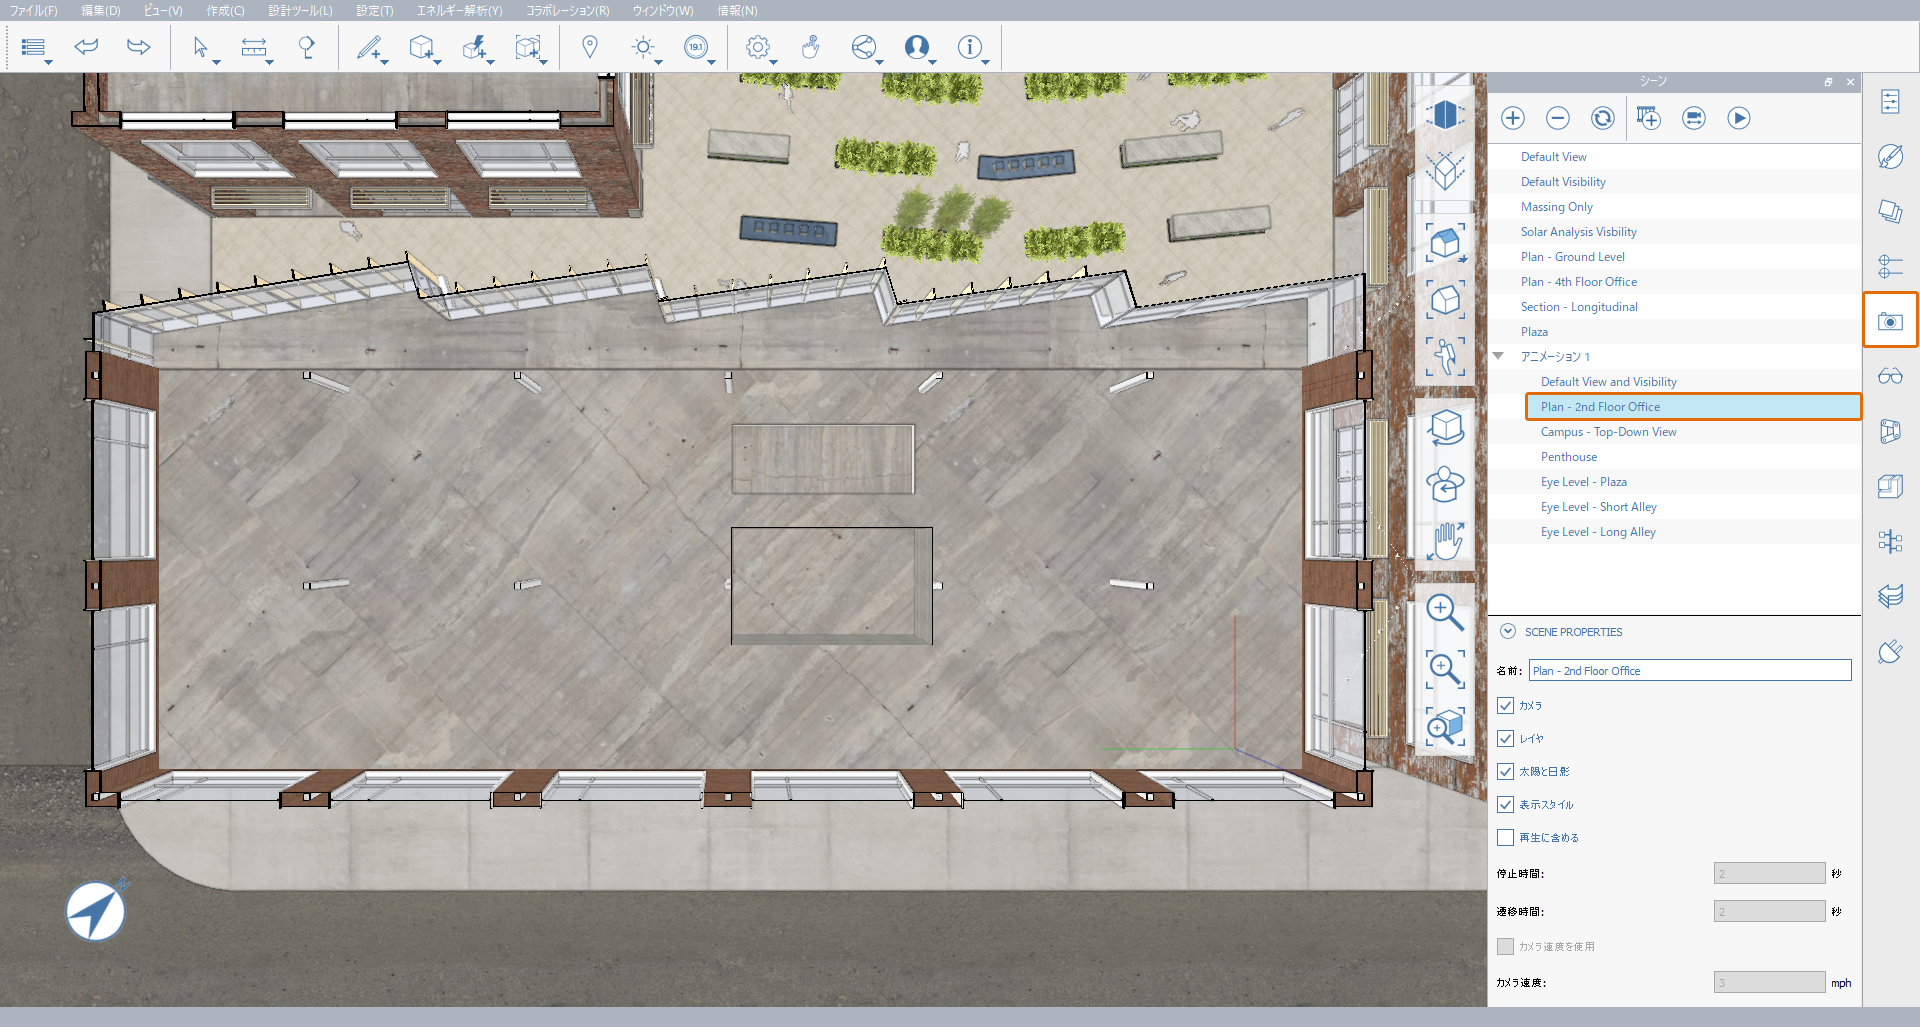 ファイル(F) 編集(D) ビュー(V) 作成(C) 設計ツール(L) 設定(T) エネルギー解析(Y) コラボレーション(R) ウィンドウ(W) 情報(N)
19.1
シーン
Default View
Default Visibility
Massing Only
Solar Analysis Visbility
Plan - Ground Level
Plan - 4th Floor Office
Section - Longitudinal
Plaza
アニメーション 1
Default View and Visibility
Plan - 2nd Floor Office
Campus - Top-Down View
Penthouse
Eye Level - Plaza
Eye Level - Short Alley
Eye Level - Long Alley
SCENE PROPERTIES
名前: Plan - 2nd Floor Office
カメラ
レイヤ
太陽と日影
表示スタイル
再生に含める
停止時間: 2 秒
遷移時間: 2 秒
カメラ速度を使用
カメラ速度: 3 mph
N